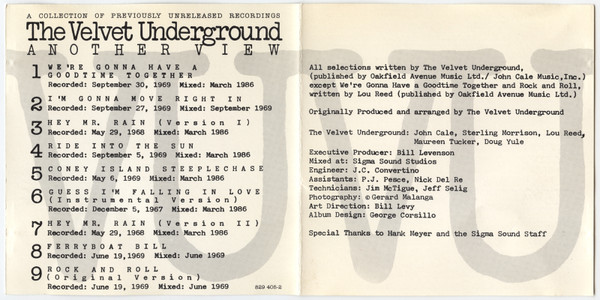 A COLLECTION OF PREVIOUSLY UNRELEASED RECORDINGS
The Velvet Underground
ANOTHER VIEW
1 WE'RE GONNA HAVE A
GOODTIME TOGETHER
Recorded: September 30, 1969 Mixed: March 1986
2 I'M GONNA MOVE RIGHT IN
Recorded: September 27, 1969 Mixed: September 1969
3 HEY MR. RAIN (Version I)
Recorded: May 29, 1968 Mixed: March 1986
4 RIDE INTO THE SUN
Recorded: September 5, 1969 Mixed: March 1986
5 CONEY ISLAND STEEPLECHASE
Recorded: May 6, 1969 Mixed: March 1986
6 GUESS I'M FALLING IN LOVE
(Instrumental Version)
Recorded: December 5, 1967 Mixed: March 1986
7 HEY MR. RAIN (Version II)
Recorded: May 29, 1968 Mixed: March 1986
8 FERRYBOAT BILL
Recorded: June 19, 1969 Mixed: June 1969
9 ROCK AND ROLL
(Original Version)
Recorded: June 19, 1969 Mixed: June 1969
829 405-2
All selections written by The Velvet Underground,
(published by Oakfield Avenue Music Ltd./ John Cale Music,Inc.)
except We're Gonna Have a Goodtime Together and Rock and Roll,
written by Lou Reed (published by Oakfield Avenue Music Ltd.)
Originally Produced and arranged by The Velvet Underground
The Velvet Underground: John Cale, Sterling Morrison, Lou Reed,
Maureen Tucker, Doug Yule
Executive Producer: Bill Levenson
Mixed at: Sigma Sound Studios
Engineer: J.C. Convertino
Assistants: P.J. Pesce, Nick Del Re
Technicians: Jim McTigue, Jeff Selig
Photography: © Gerard Malanga
Art Direction: Bill Levy
Album Design: George Corsillo
Special Thanks to Hank Meyer and the Sigma Sound Staff
VU